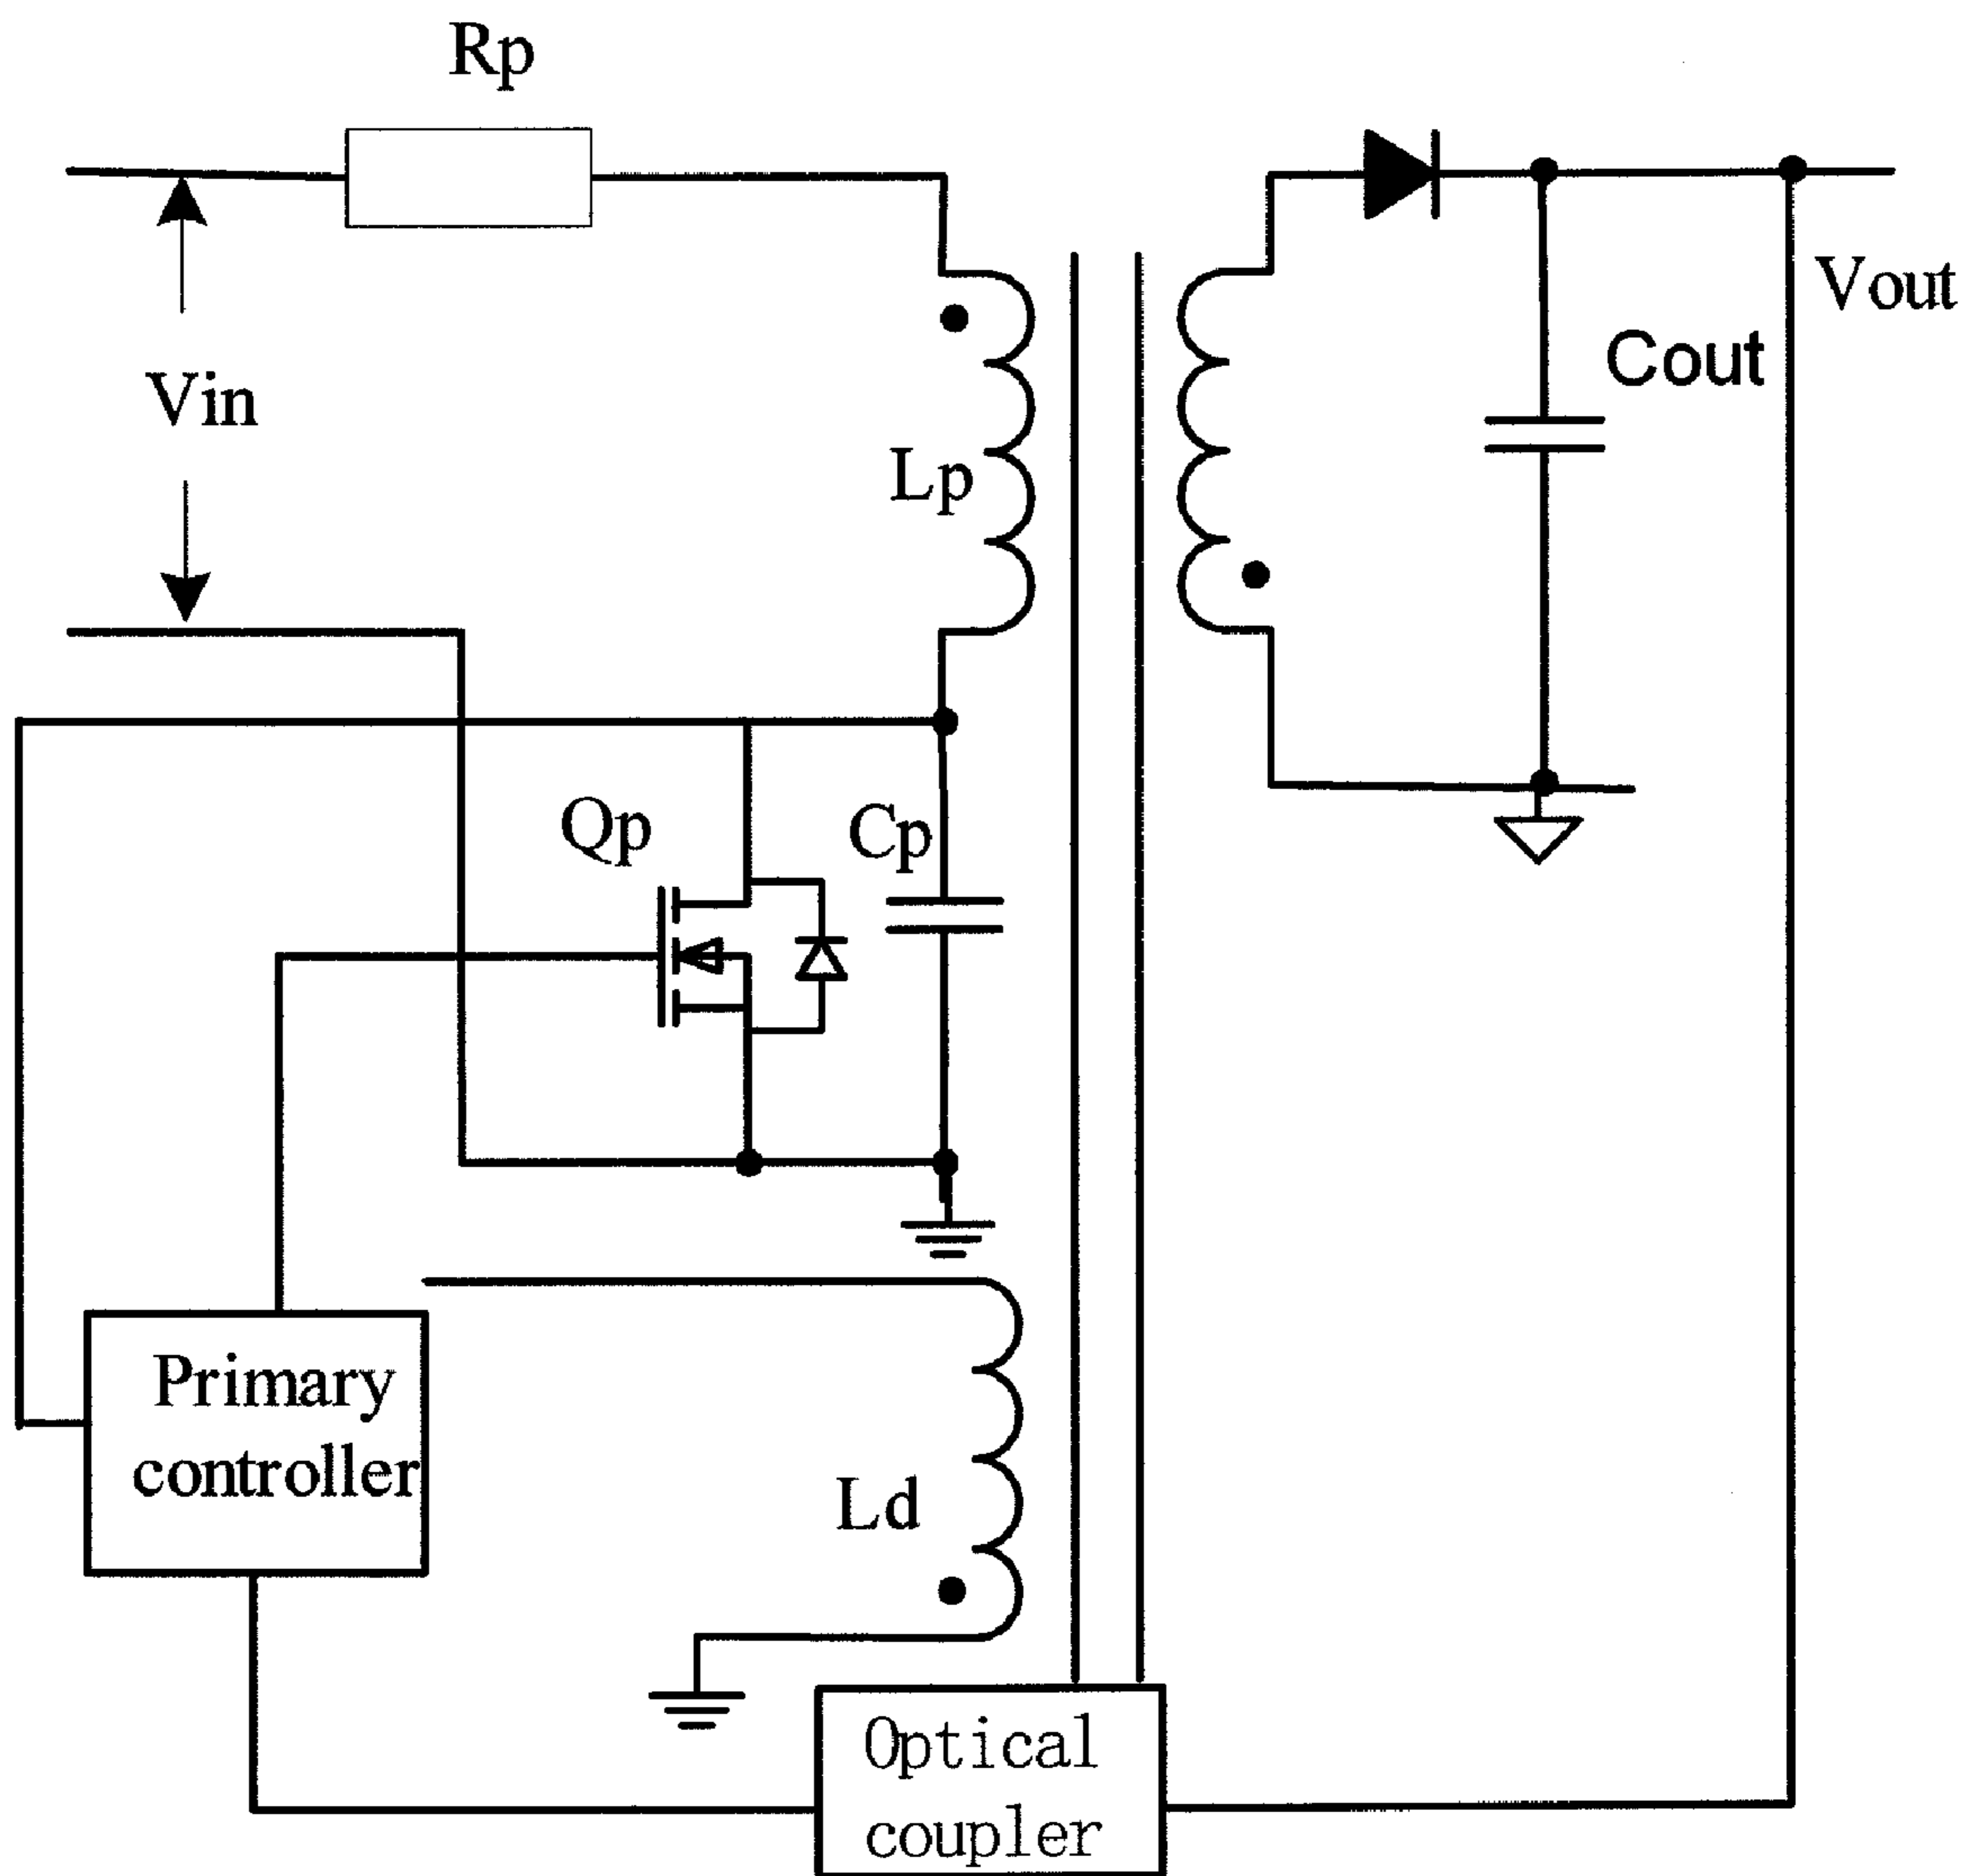 Rp
Vin
Vout
Cout
Lp
Qp
Cp
Primary
controller
Ld
Optical
coupler